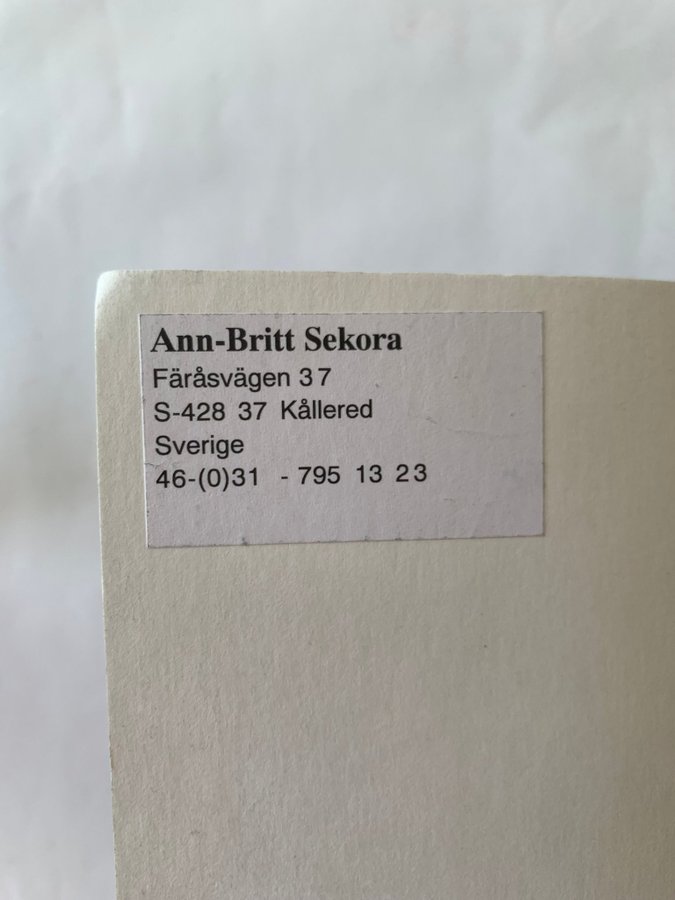 Ann-Britt Sekora
Färåsvägen 37
S-428 37 Kållered
Sverige
46-(0)31 - 795 13 23